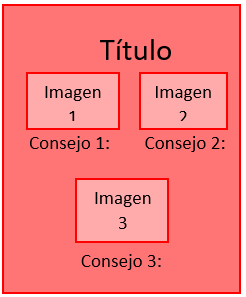 Título
Imagen
1
Imagen
2
Consejo 1:
Consejo 2:
Imagen
3
Consejo 3: